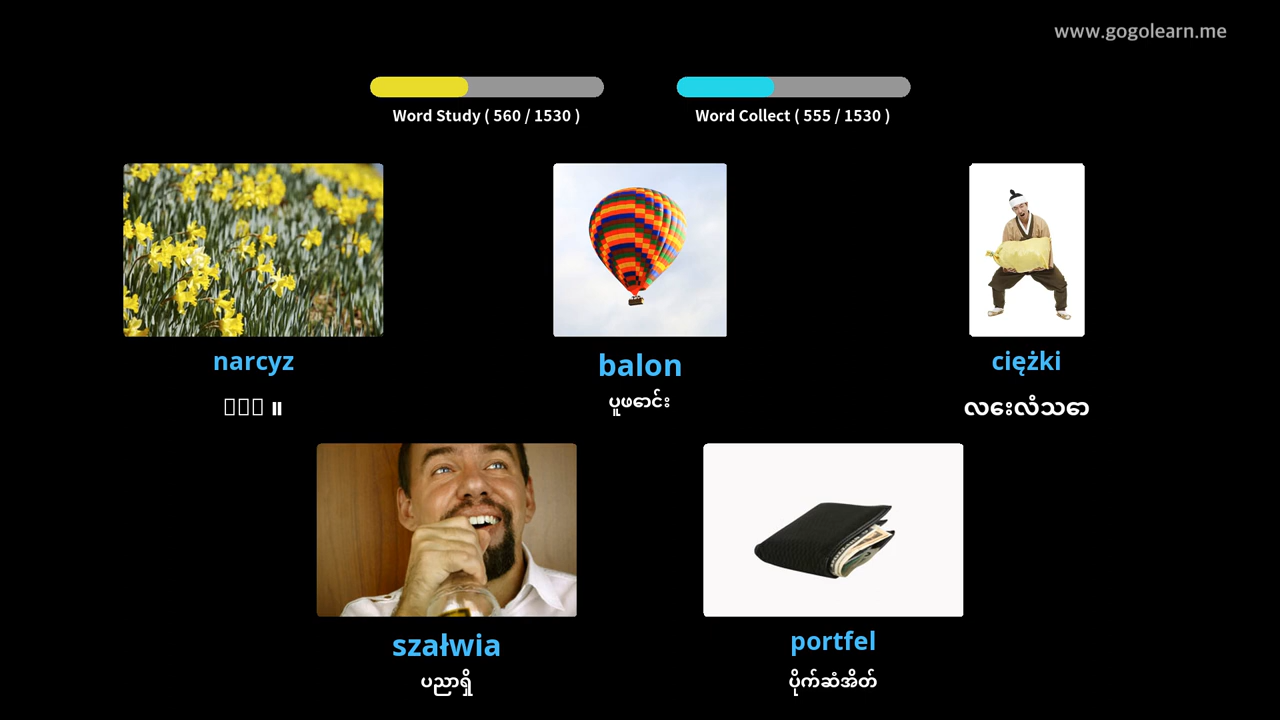 www.gogolearn.me
Word Study ( 560 / 1530 )
Word Collect ( 555 / 1530 )
narcyz
balon
ciężki
။
ပူဖောင်း
လေးလံသော
szałwia
portfel
ပညာရှိ
ပိုက်ဆံအိတ်